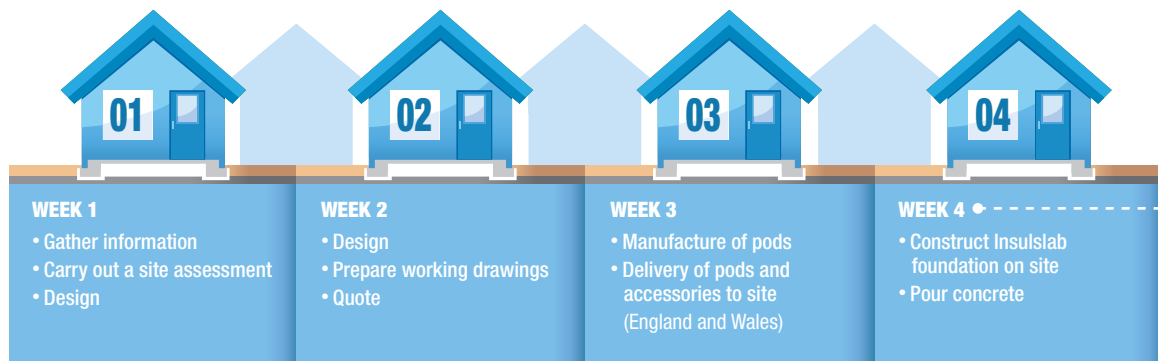 01
02
03
04
WEEK 1
• Gather information
• Carry out a site assessment
• Design
WEEK 2
• Design
• Prepare working drawings
• Quote
WEEK 3
• Manufacture of pods
• Delivery of pods and
accessories to site
(England and Wales)
WEEK 4
• Construct Insulslab
foundation on site
• Pour concrete